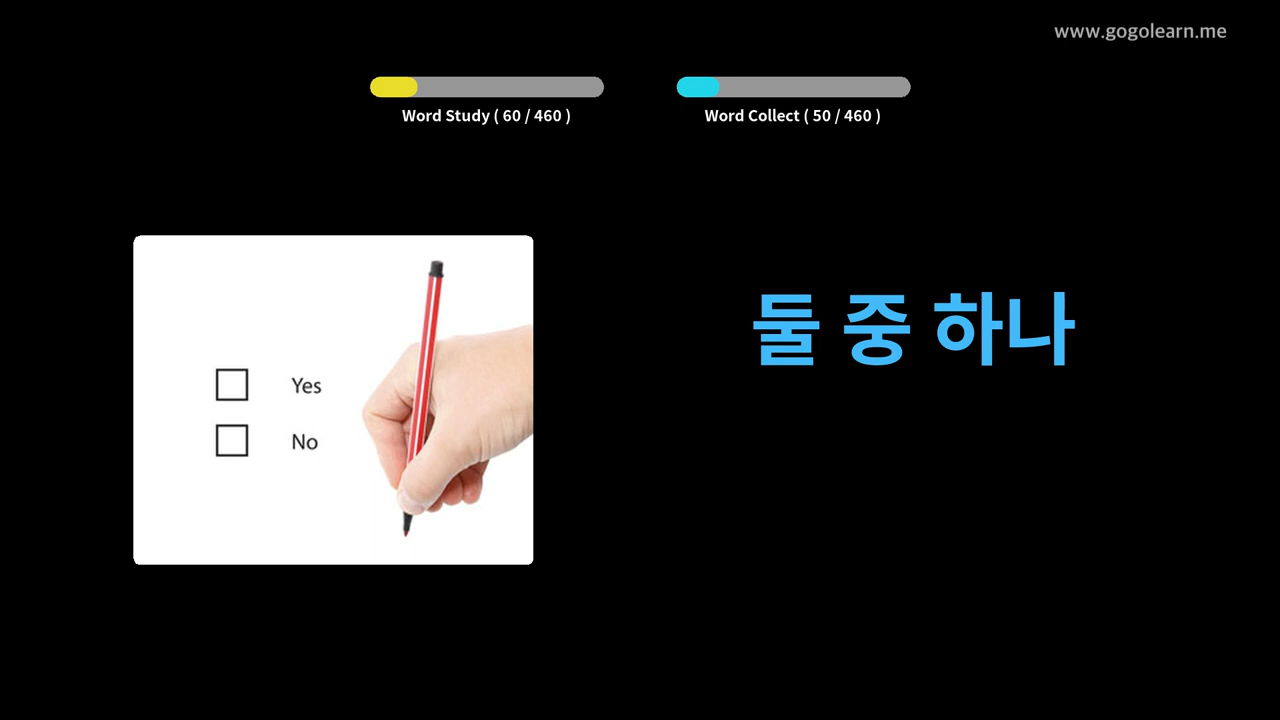 www.gogolearn.me
Word Study ( 60 / 460 )
Word Collect ( 50 / 460 )
둘 중 하나
Yes
No